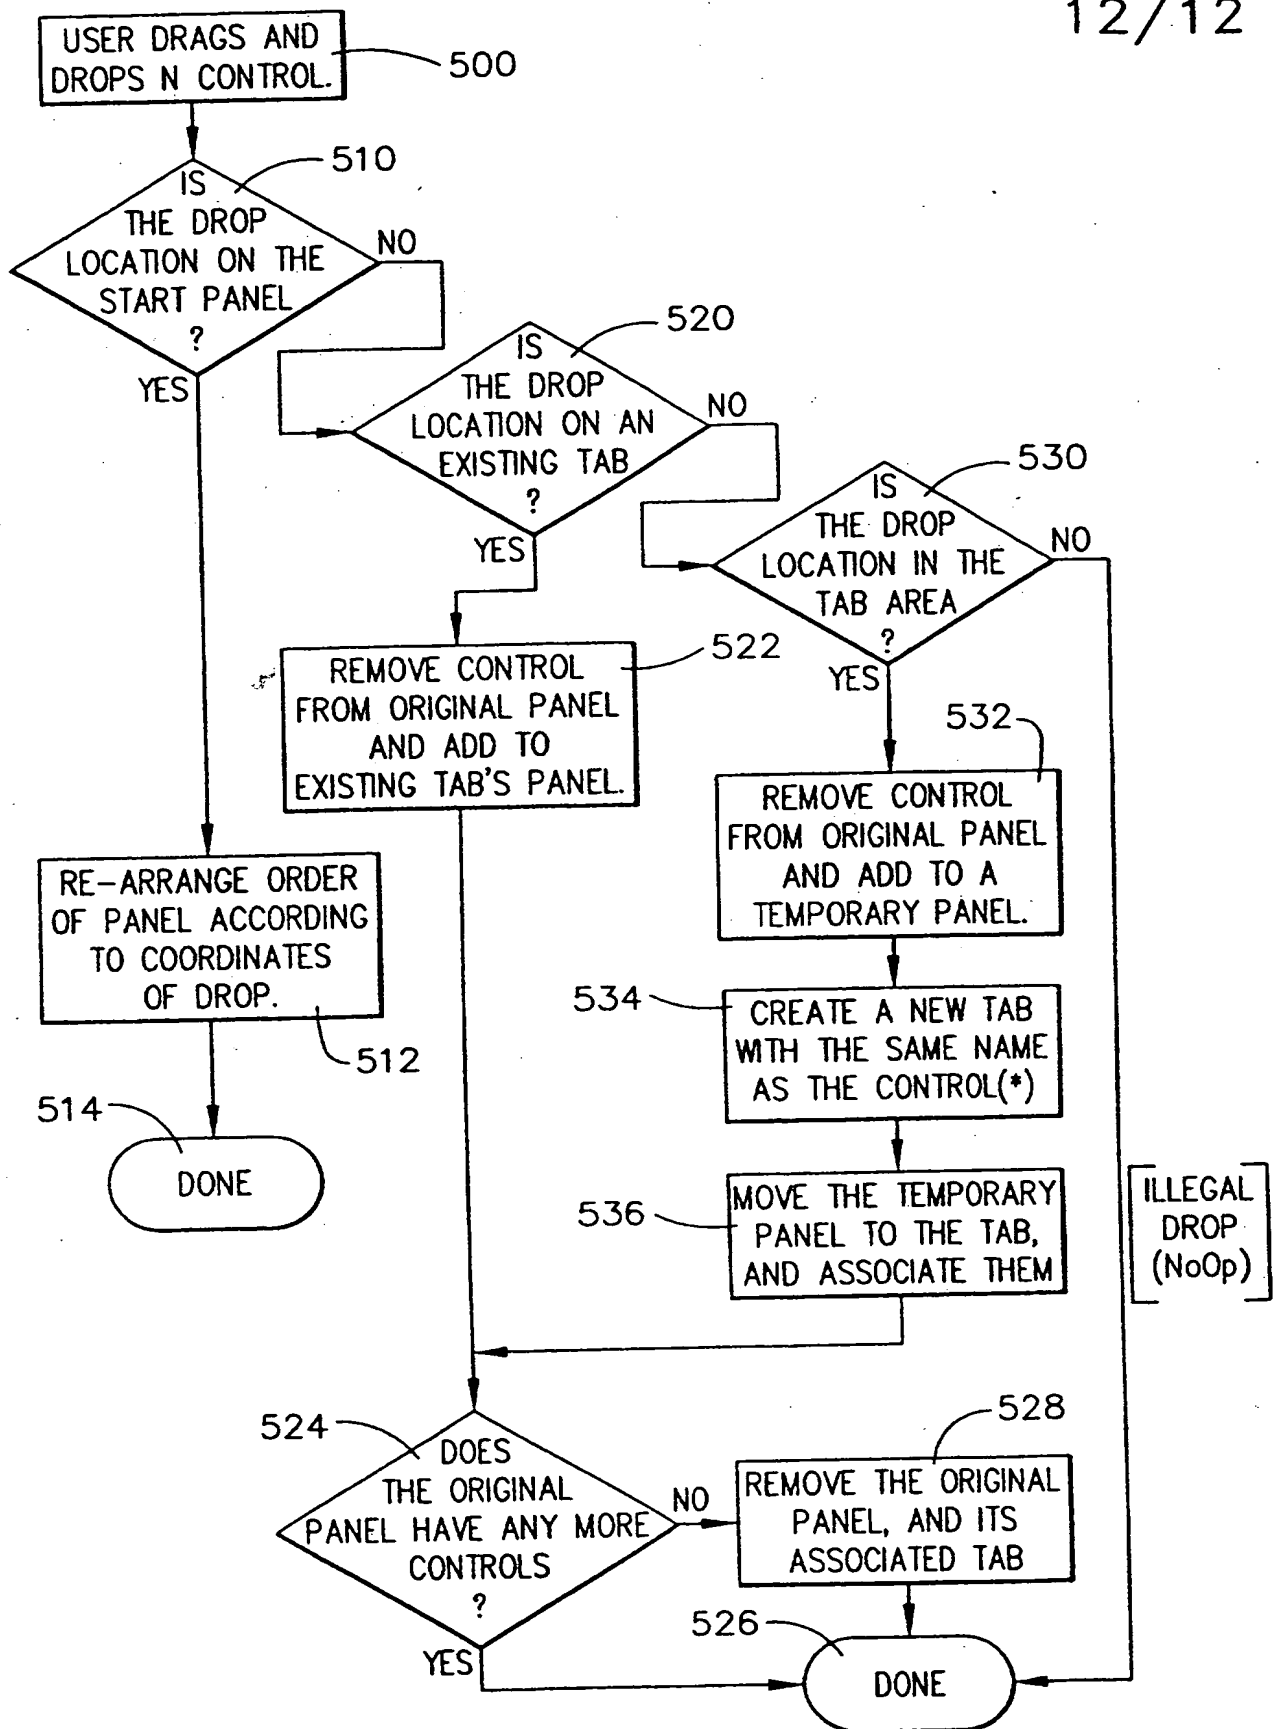 12/12
USER DRAGS AND
DROPS N CONTROL.
500
510
IS
THE DROP
LOCATION ON THE
START PANEL
?
NO
YES
520
IS
THE DROP
LOCATION ON AN
EXISTING TAB
?
NO
YES
530
IS
THE DROP
LOCATION IN THE
TAB AREA
?
NO
YES
522
REMOVE CONTROL
FROM ORIGINAL PANEL
AND ADD TO
EXISTING TAB'S PANEL.
532
REMOVE CONTROL
FROM ORIGINAL PANEL
AND ADD TO A
TEMPORARY PANEL.
RE-ARRANGE ORDER
OF PANEL ACCORDING
TO COORDINATES
OF DROP.
512
534
CREATE A NEW TAB
WITH THE SAME NAME
AS THE CONTROL(*)
514
DONE
536
MOVE THE TEMPORARY
PANEL TO THE TAB,
AND ASSOCIATE THEM
ILLEGAL
DROP
(NoOp)
524
DOES
THE ORIGINAL
PANEL HAVE ANY MORE
CONTROLS
?
NO
YES
528
REMOVE THE ORIGINAL
PANEL, AND ITS
ASSOCIATED TAB
526
DONE